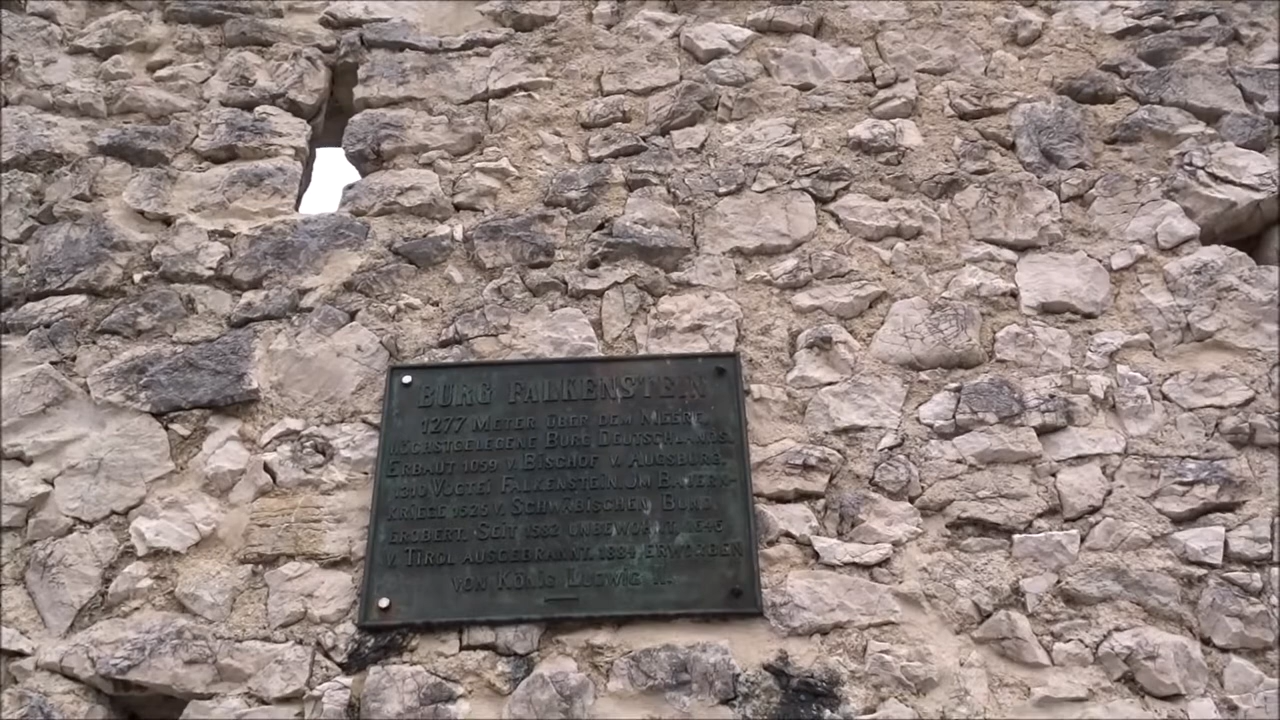 BURG FALKENSTEIN
1277 METER ÜBER DEM MEERE.
HÖCHSTGELEGENE BURG DEUTSCHLANDS.
ERBAUT 1059 V. BISCHOF V. AUGSBURG.
1310 VOGTEI FALKENSTEIN. UM BAUERN-
KRIEGE 1525 V. SCHWÄBISCHEN BUND
EROBERT. SEIT 1582 UNBEWOHNT. 1646
V. TIROL AUSGEBRANNT. 1884 ERWORBEN
VON KÖNIG LUDWIG II.